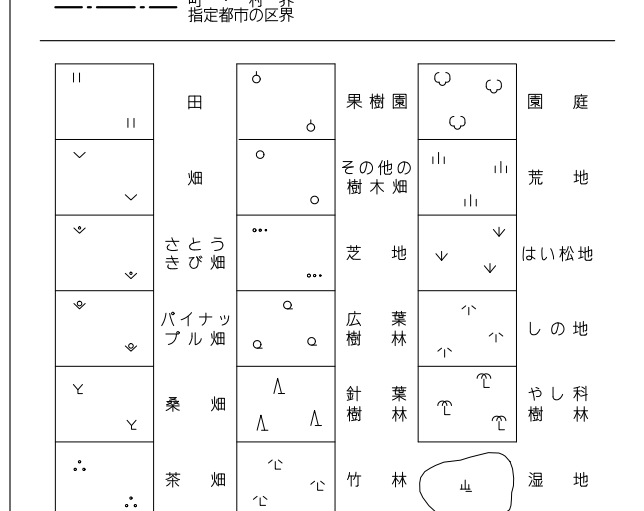 町・村界
指定都市の区界
田
果樹園
園庭
畑
その他の
樹木畑
荒地
さとう
きび畑
芝地
はい松地
パイナッ
プル畑
広葉
樹林
しの地
桑畑
針葉
樹林
やし科
樹林
茶畑
竹林
湿地